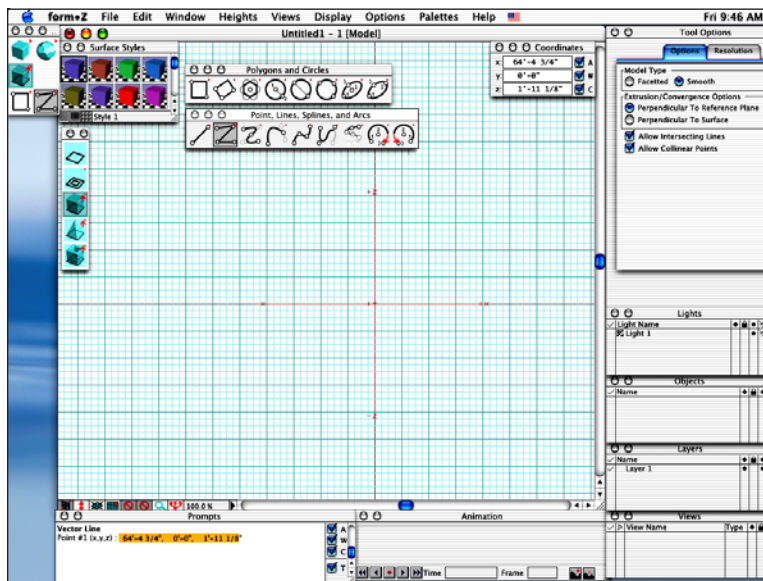 form•Z File Edit Window Heights Views Display Options Palettes Help Fri 9:46 AM
Untitled1 - 1 [Model]
Tool Options
Surface Styles
Coordinates
x: 64'-4 3/4" A
y: 0'-0" W
z: 1'-11 1/8" C
Options Resolution
Polygons and Circles
Model Type
Facetted Smooth
Extrusion/Convergence Options
Perpendicular To Reference Plane
Perpendicular To Surface
Style 1
Point, Lines, Splines, and Arcs
Allow Intersecting Lines
Allow Collinear Points
+Z
-Z
Lights
Light Name
Light 1
Objects
Name
Layers
Name
Layer 1
100.0 %
Prompts
Animation
Views
Vector Line
Point #1 (x,y,z) : 64'-4 3/4", 0'-0", 1'-11 1/8"
A
W
C
T
View Name Type
Time Frame